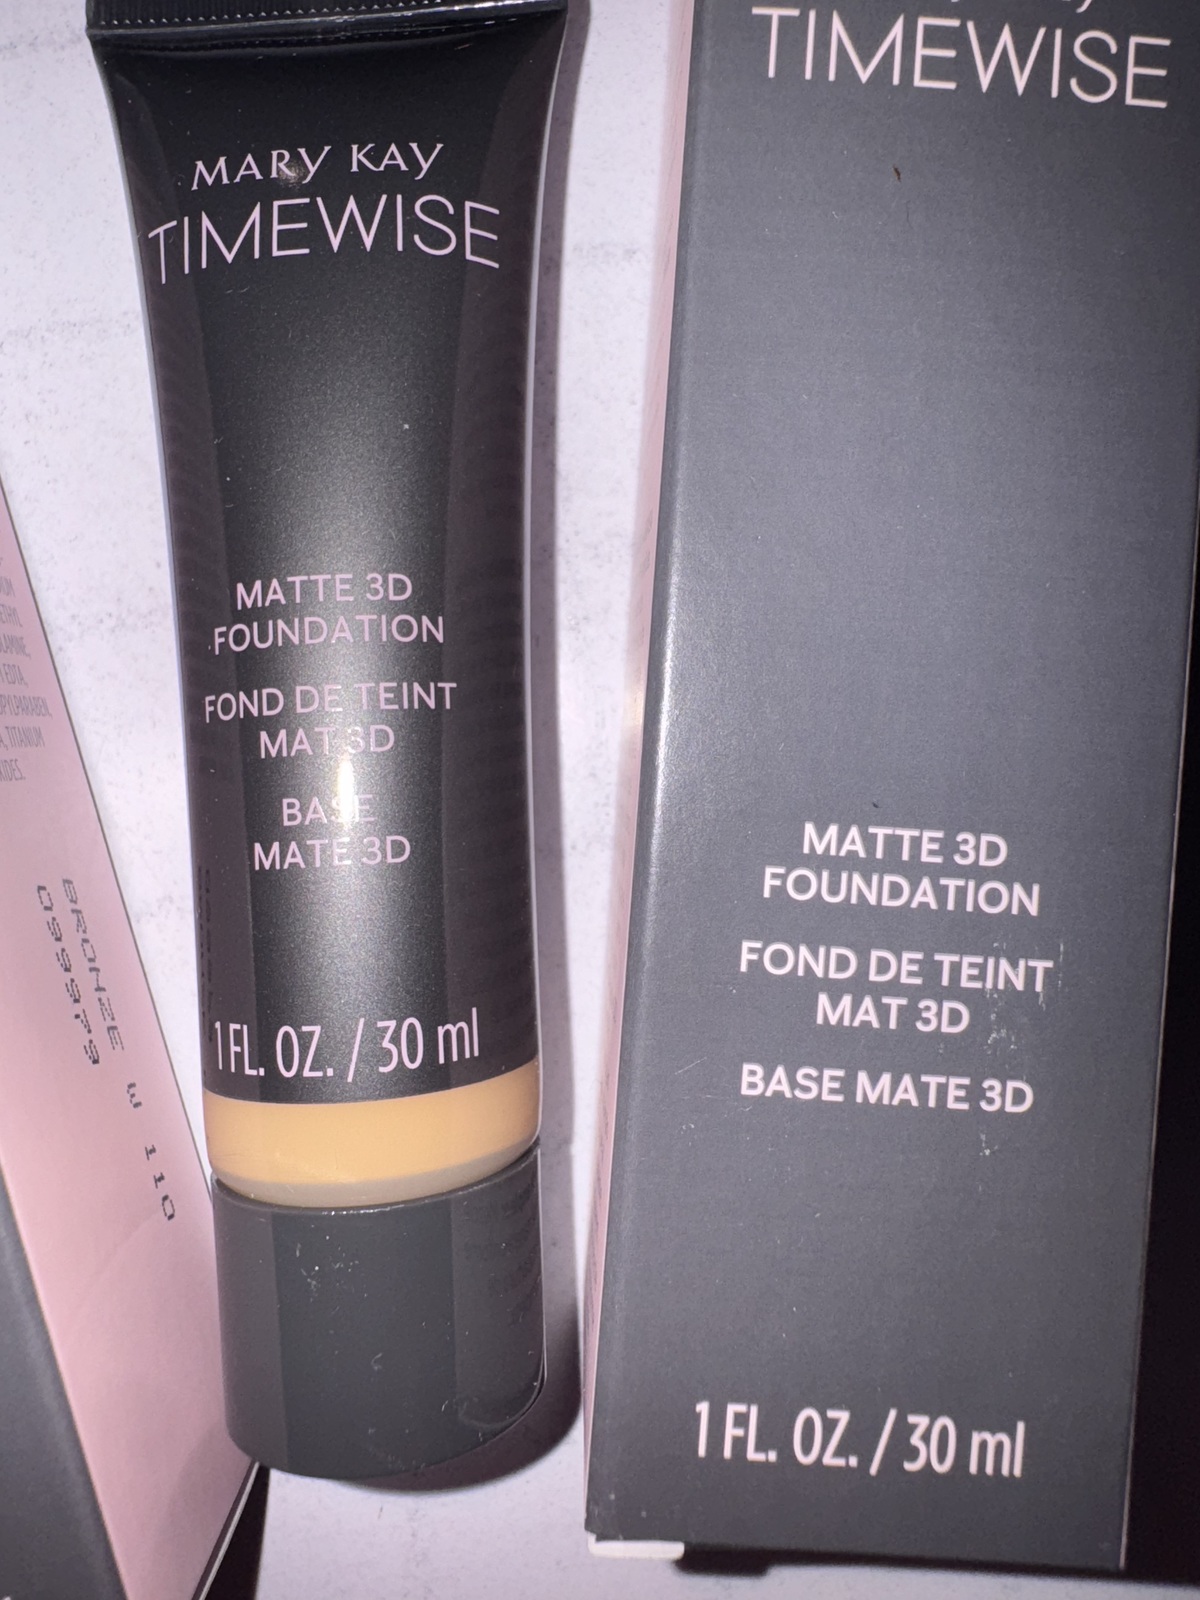 MARY KAY
TIMEWISE
MATTE 3D
FOUNDATION
FOND DE TEINT
MAT 3D
BASE
MATE 3D
1 FL. OZ. / 30 ml
TIMEWISE
MATTE 3D
FOUNDATION
FOND DE TEINT
MAT 3D
BASE MATE 3D
1 FL. OZ. / 30 ml
EDTA,
TITANIUM
BRONZE W 110